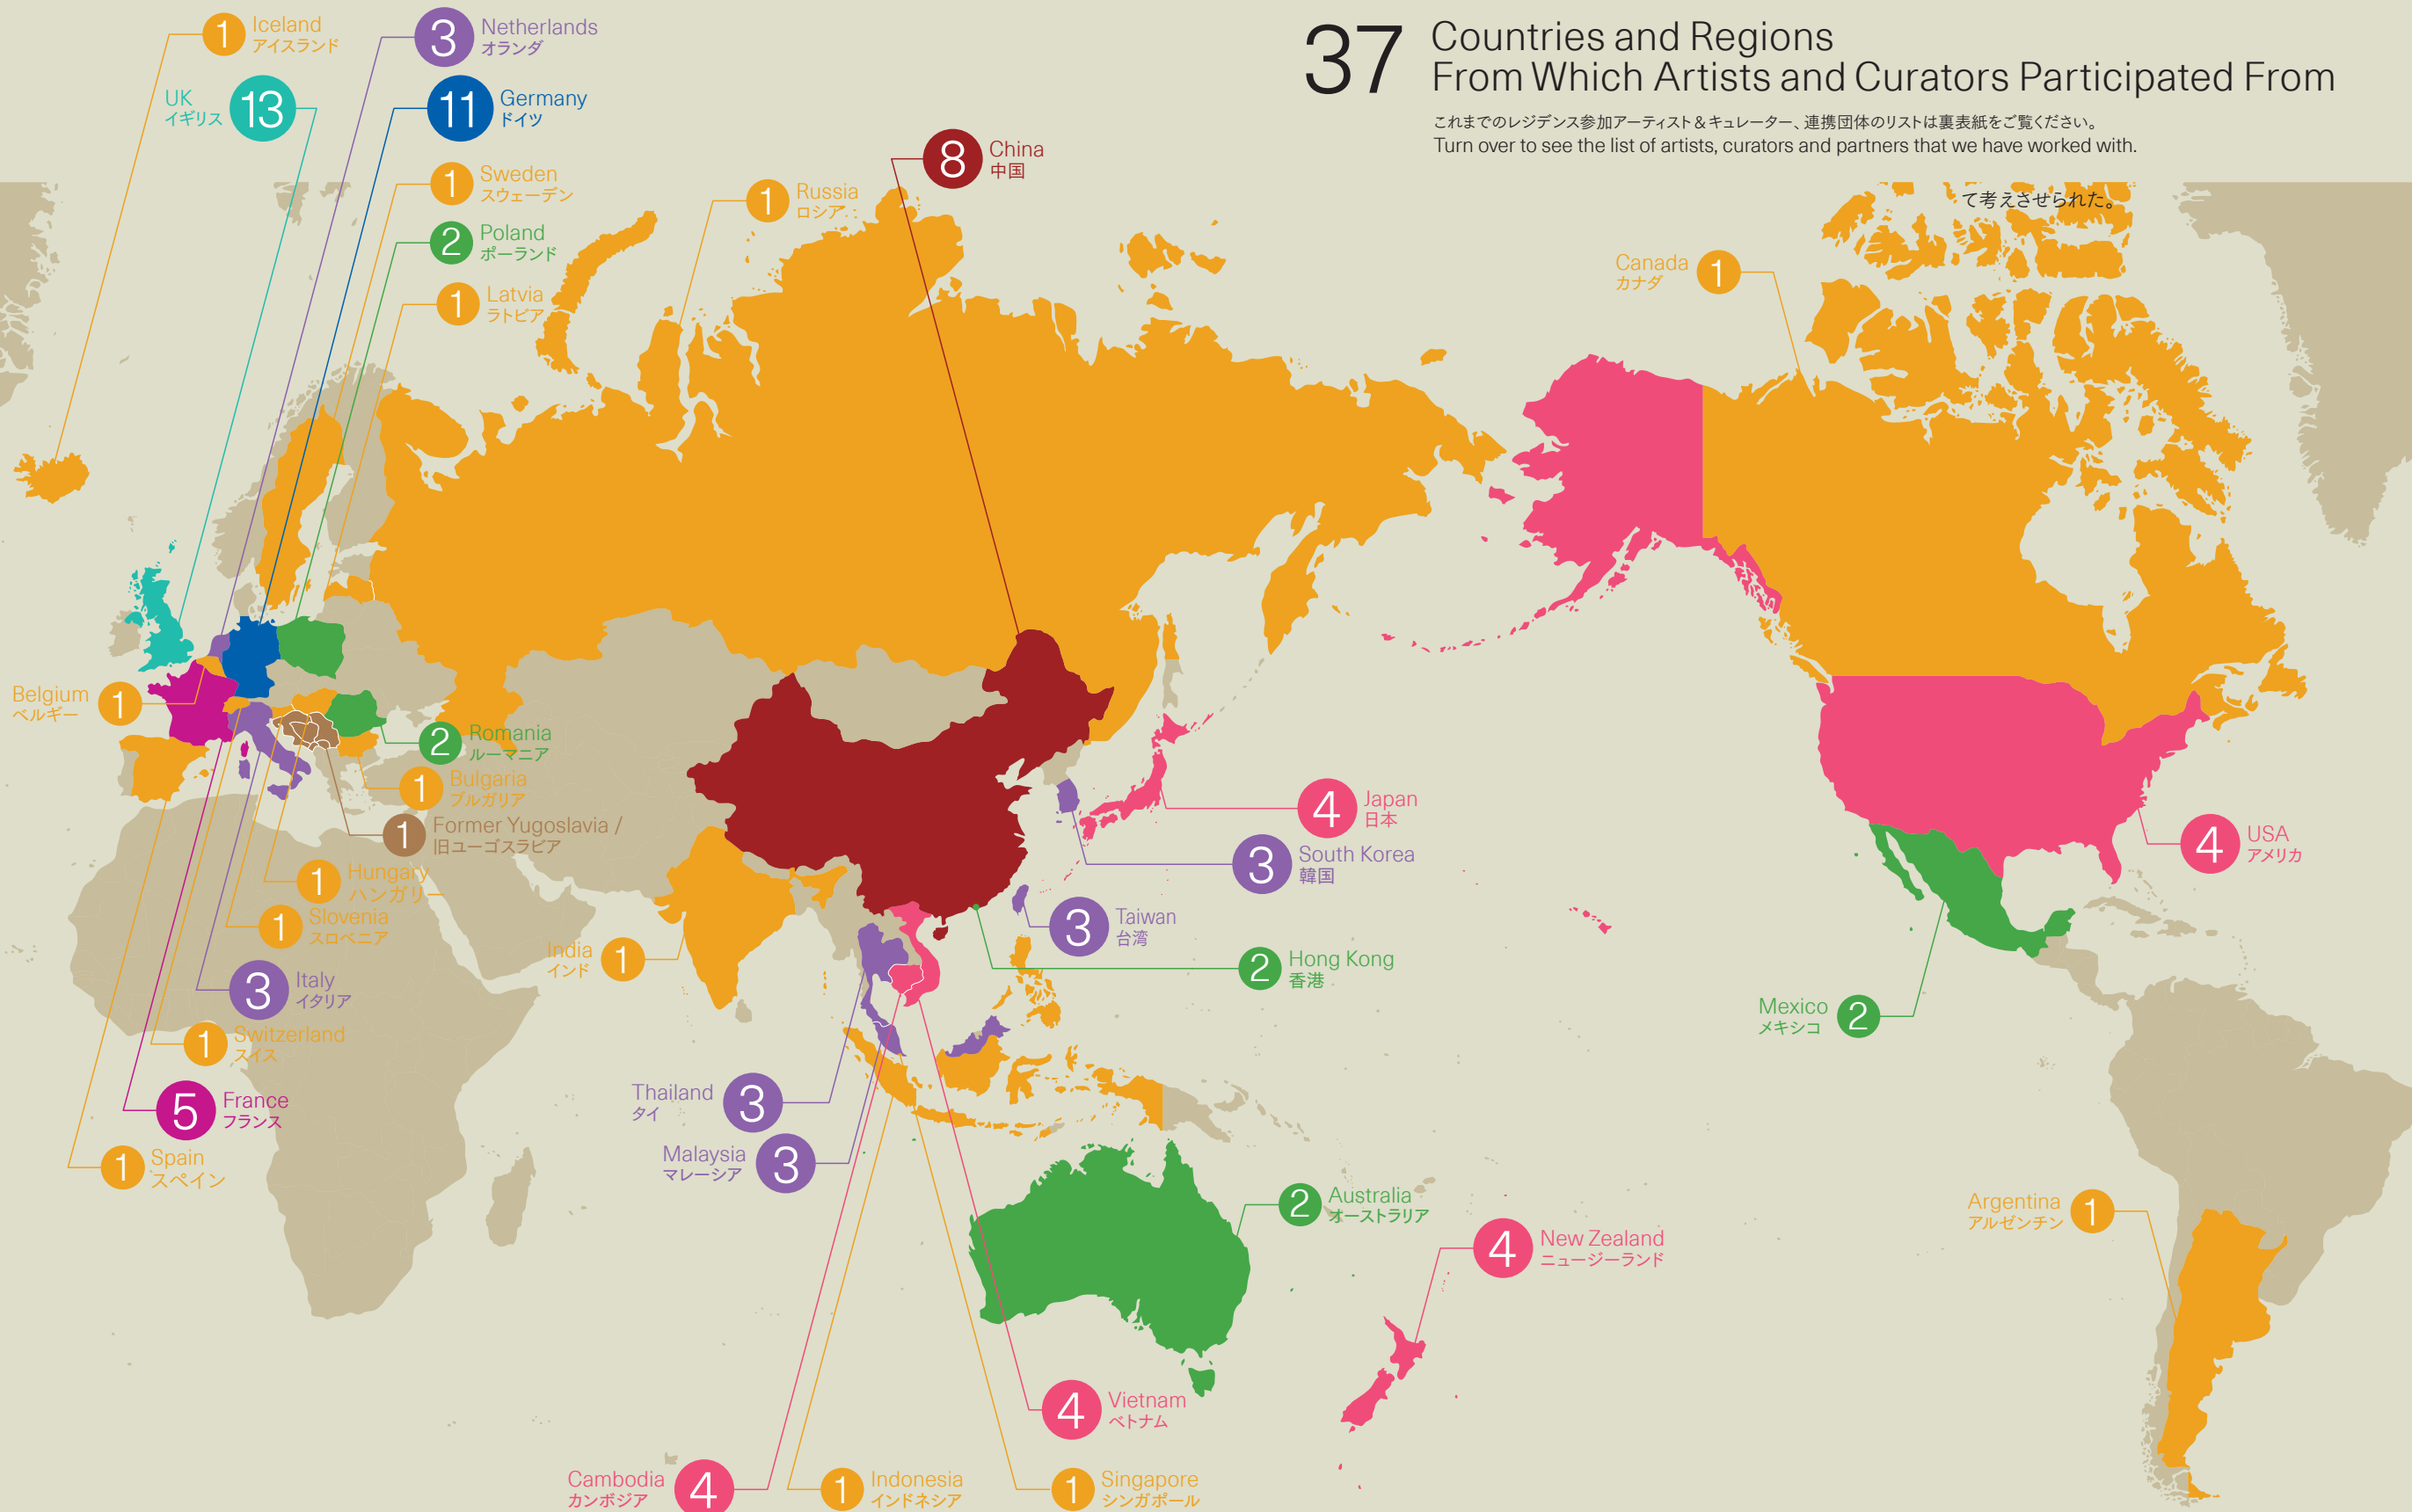 37
Countries and Regions
From Which Artists and Curators Participated From
これまでのレジデンス参加アーティスト＆キュレーター、連携団体のリストは裏表紙をご覧ください。
Turn over to see the list of artists, curators and partners that we have worked with.
て考えさせられた。
1 Iceland
アイスランド
3 Netherlands
オランダ
UK 13
イギリス
11 Germany
ドイツ
1 Sweden
スウェーデン
2 Poland
ポーランド
1 Latvia
ラトビア
1 Russia
ロシア
8 China
中国
Canada 1
カナダ
Belgium 1
ベルギー
2 Romania
ルーマニア
1 Bulgaria
ブルガリア
1 Former Yugoslavia /
旧ユーゴスラビア
1 Hungary
ハンガリー
1 Slovenia
スロベニア
3 Italy
イタリア
1 Switzerland
スイス
5 France
フランス
1 Spain
スペイン
India 1
インド
4 Japan
日本
3 South Korea
韓国
3 Taiwan
台湾
2 Hong Kong
香港
4 USA
アメリカ
Mexico 2
メキシコ
Thailand 3
タイ
Malaysia 3
マレーシア
2 Australia
オーストラリア
4 New Zealand
ニュージーランド
Argentina 1
アルゼンチン
4 Vietnam
ベトナム
Cambodia 4
カンボジア
1 Indonesia
インドネシア
1 Singapore
シンガポール